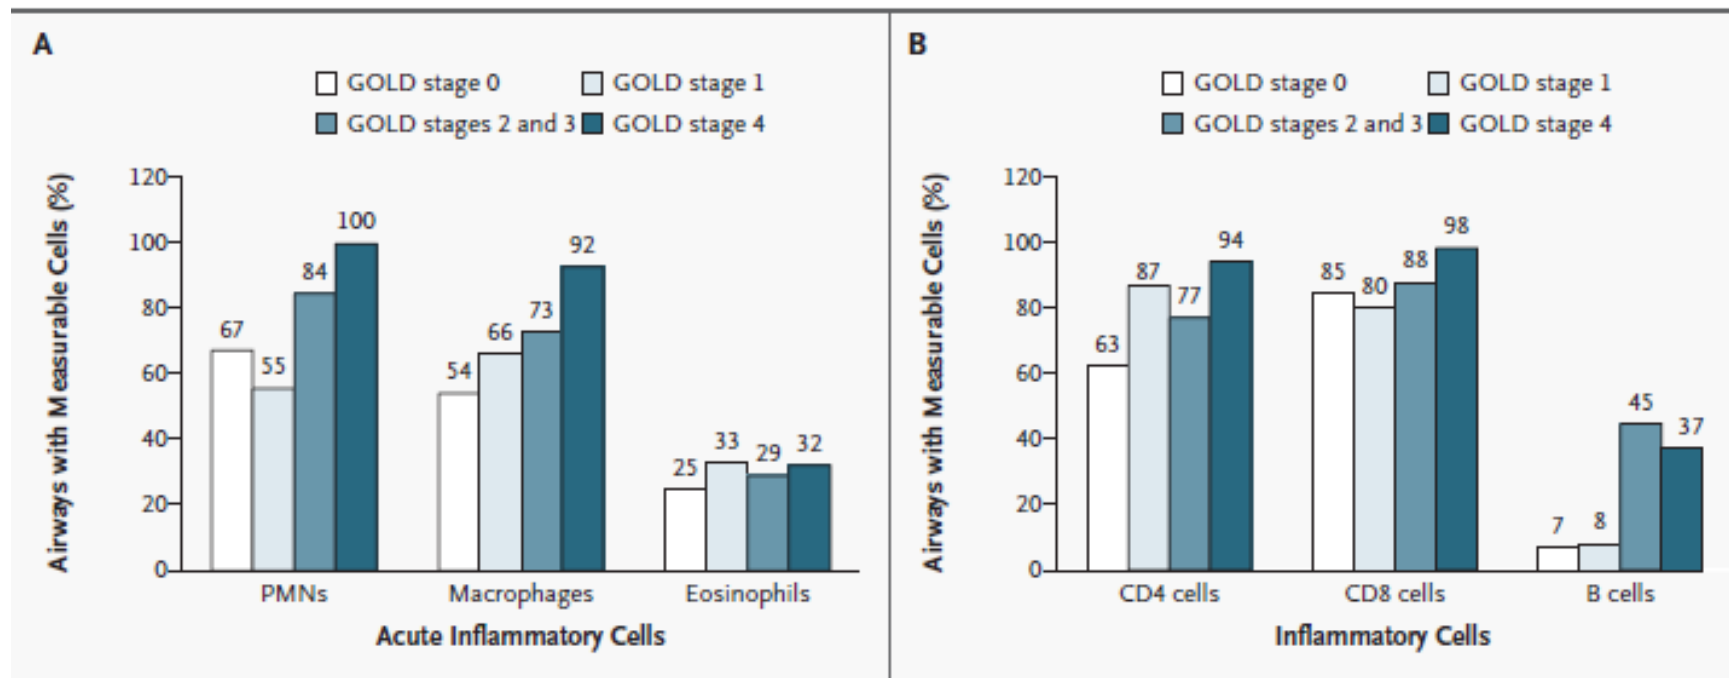 A
GOLD stage 0 GOLD stage 1
GOLD stages 2 and 3 GOLD stage 4
Airways with Measurable Cells (%)
120
100
80
60
40
20
0
67 55 84 100
54 66 73 92
25 33 29 32
PMNs Macrophages Eosinophils
Acute Inflammatory Cells
B
GOLD stage 0 GOLD stage 1
GOLD stages 2 and 3 GOLD stage 4
Airways with Measurable Cells (%)
120
100
80
60
40
20
0
63 87 77 94
85 80 88 98
7 8 45 37
CD4 cells CD8 cells B cells
Inflammatory Cells